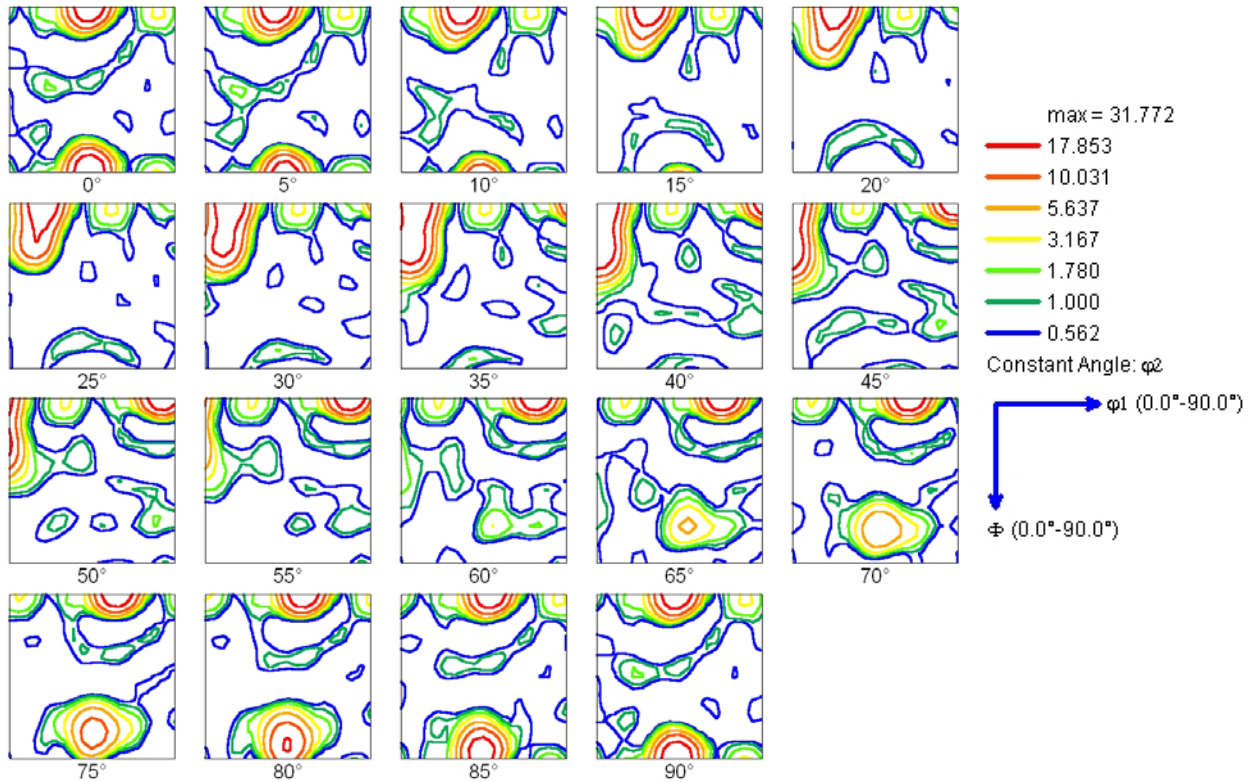 0° 5° 10° 15° 20°
25° 30° 35° 40° 45°
50° 55° 60° 65° 70°
75° 80° 85° 90°
max = 31.772
17.853
10.031
5.637
3.167
1.780
1.000
0.562
Constant Angle: φ2
φ1 (0.0°-90.0°)
Φ (0.0°-90.0°)